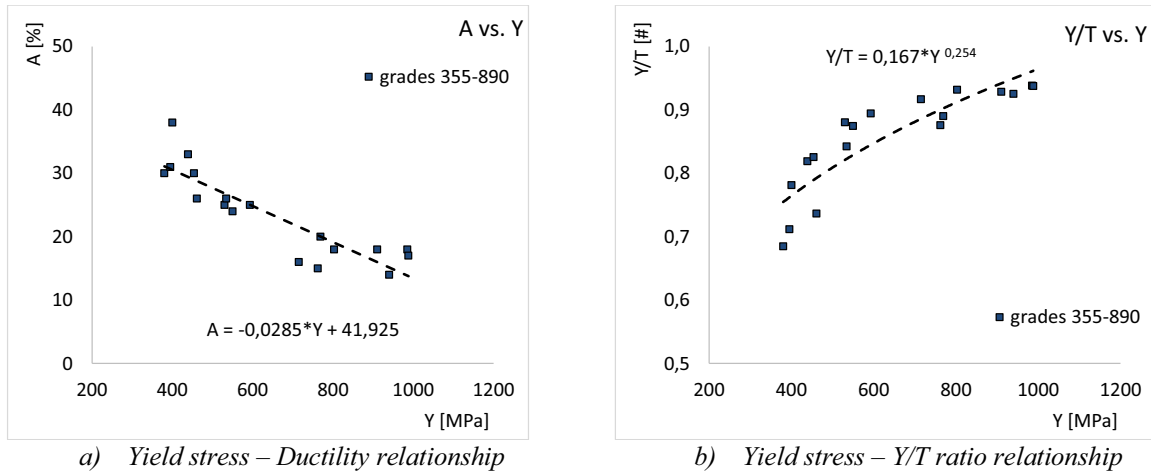 A vs. Y
A [%]
50
40
30
20
10
0
grades 355-890
A = -0,0285*Y + 41,925
200
400
600
800
1000
1200
Y [MPa]
a) Yield stress – Ductility relationship
Y/T vs. Y
Y/T [#]
1,0
0,9
0,8
0,7
0,6
0,5
Y/T = 0,167*Y 0,254
grades 355-890
200
400
600
800
1000
1200
Y [MPa]
b) Yield stress – Y/T ratio relationship